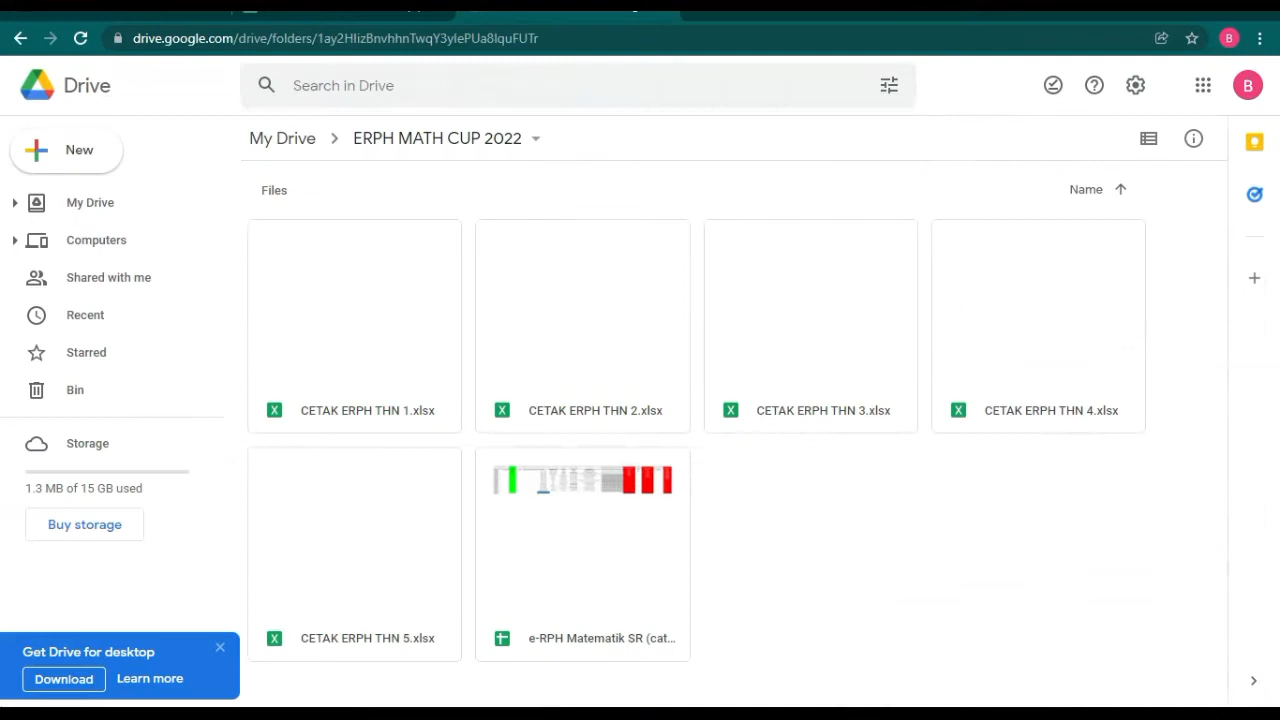 drive.google.com/drive/folders/1ay2HIizBnvhhnTwqY3ylePUa8lquFUTr
B
Drive
Search in Drive
B
New
My Drive
ERPH MATH CUP 2022
My Drive
Computers
Shared with me
Recent
Starred
Bin
Storage
1.3 MB of 15 GB used
Buy storage
Files
Name
CETAK ERPH THN 1.xlsx
CETAK ERPH THN 2.xlsx
CETAK ERPH THN 3.xlsx
CETAK ERPH THN 4.xlsx
CETAK ERPH THN 5.xlsx
e-RPH Matematik SR (cat...
Get Drive for desktop
Download
Learn more